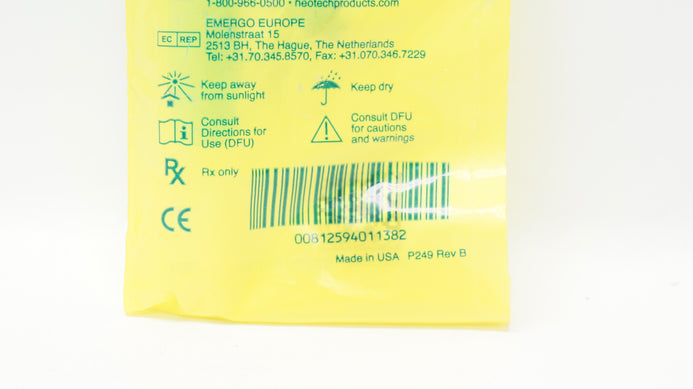 1-800-966-0500 • neotechproducts.com
EMERGO EUROPE
EC REP
Molenstraat 15
2513 BH, The Hague, The Netherlands
Tel: +31.70.345.8570, Fax: +31.070.346.7229
Keep away
from sunlight
Keep dry
Consult
Directions for
Use (DFU)
Consult DFU
for cautions
and warnings
Rx
Rx only
CE
00812594011382
Made in USA P249 Rev B